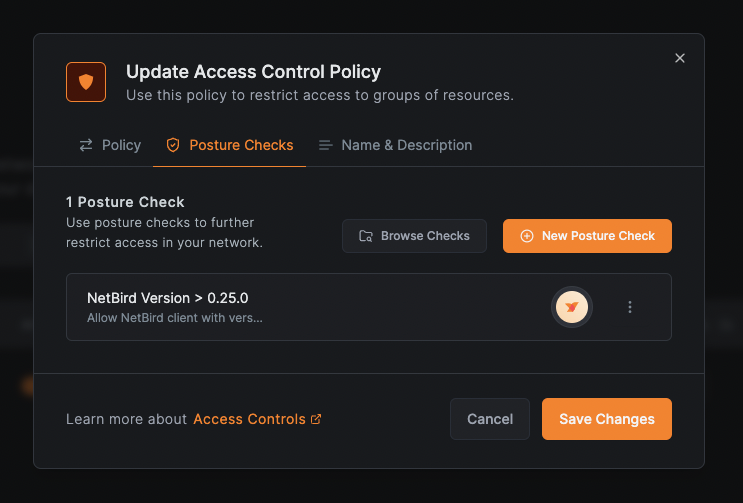 Update Access Control Policy
Use this policy to restrict access to groups of resources.
Policy
Posture Checks
Name & Description
1 Posture Check
Use posture checks to further
restrict access in your network.
Browse Checks
New Posture Check
NetBird Version > 0.25.0
Allow NetBird client with vers...
Learn more about Access Controls
Cancel
Save Changes